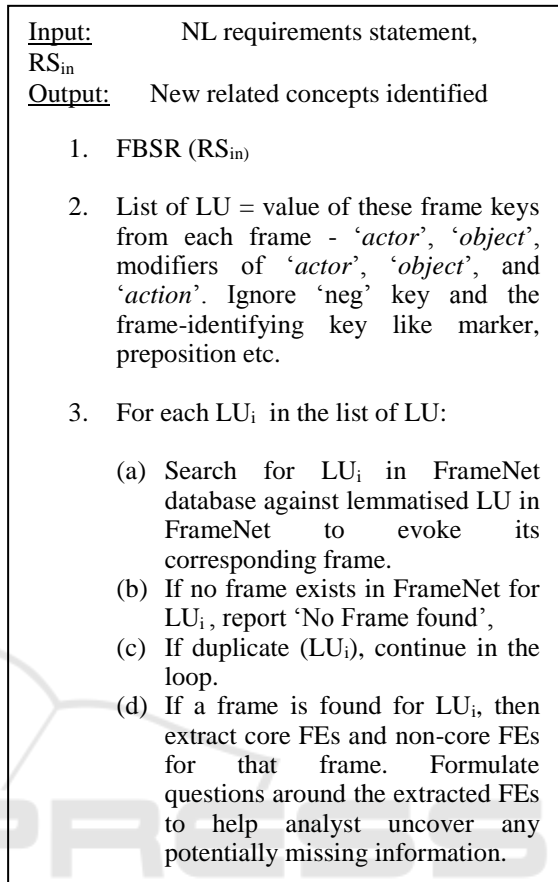 Input: NL requirements statement,
RSin
Output: New related concepts identified
1. FBSR (RSin)
2. List of LU = value of these frame keys
from each frame - ‘actor’, ‘object’,
modifiers of ‘actor’, ‘object’, and
‘action’. Ignore ‘neg’ key and the
frame-identifying key like marker,
preposition etc.
3. For each LUi in the list of LU:
(a) Search for LUi in FrameNet
database against lemmatised LU in
FrameNet to evoke its
corresponding frame.
(b) If no frame exists in FrameNet for
LUi , report ‘No Frame found’,
(c) If duplicate (LUi), continue in the
loop.
(d) If a frame is found for LUi, then
extract core FEs and non-core FEs
for that frame. Formulate
questions around the extracted FEs
to help analyst uncover any
potentially missing information.
PRESS